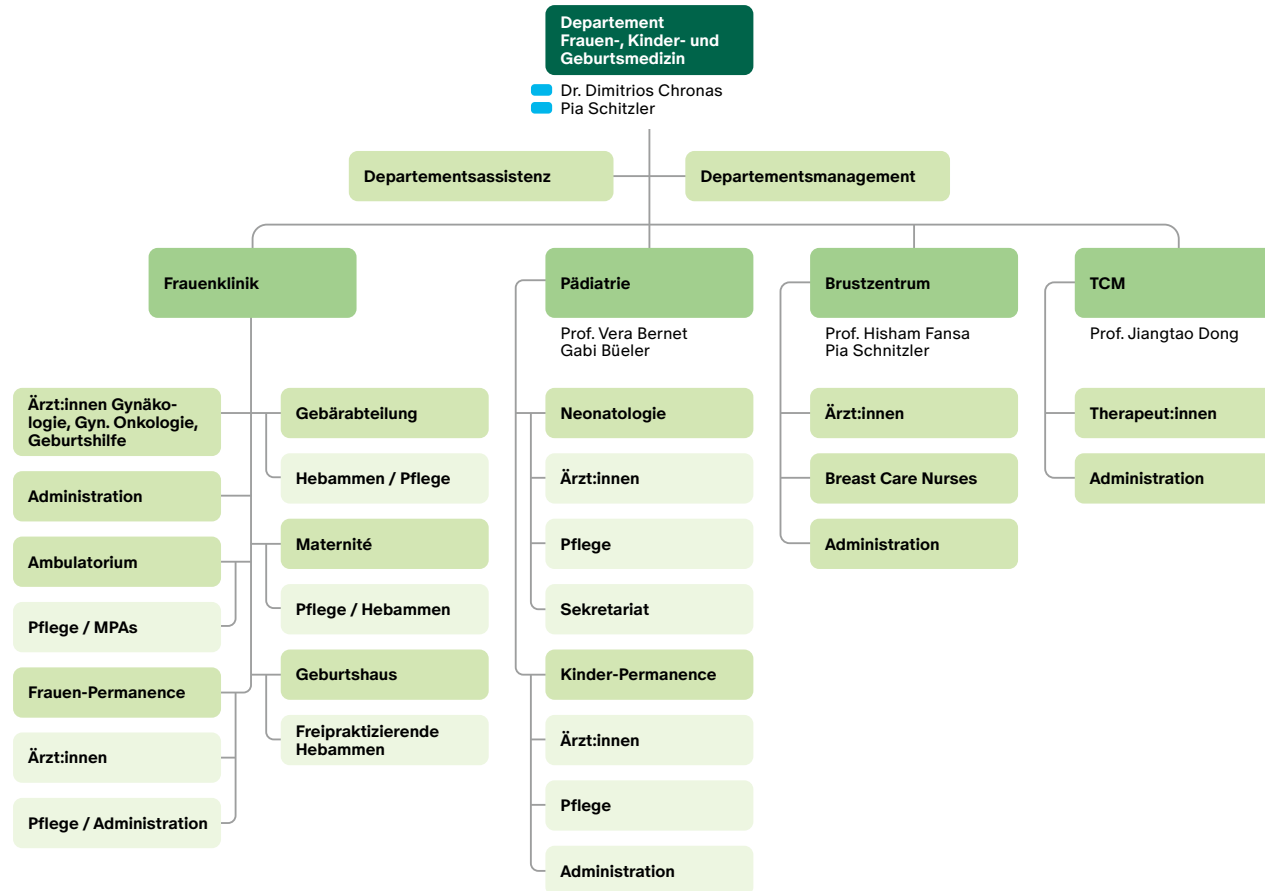 Departement
Frauen-, Kinder- und
Geburtsmedizin
Dr. Dimitrios Chronas
Pia Schitzler
Departementsassistenz
Departementsmanagement
Frauenklinik
Ärzt:innen Gynäko-
logie, Gyn. Onkologie,
Geburtshilfe
Administration
Ambulatorium
Pflege / MPAs
Frauen-Permanence
Ärzt:innen
Pflege / Administration
Gebärabteilung
Hebammen / Pflege
Maternité
Pflege / Hebammen
Geburtshaus
Freipraktizierende
Hebammen
Pädiatrie
Prof. Vera Bernet
Gabi Büeler
Neonatologie
Ärzt:innen
Pflege
Sekretariat
Kinder-Permanence
Ärzt:innen
Pflege
Administration
Brustzentrum
Prof. Hisham Fansa
Pia Schnitzler
Ärzt:innen
Breast Care Nurses
Administration
TCM
Prof. Jiangtao Dong
Therapeut:innen
Administration